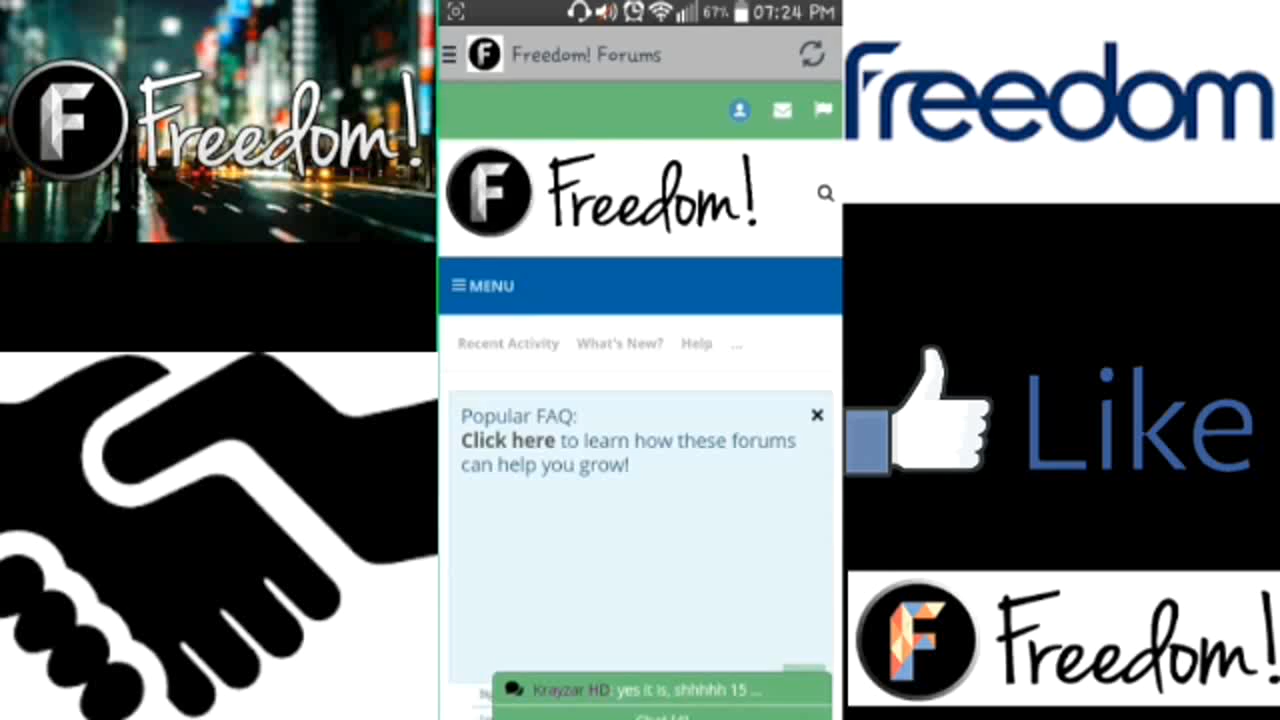 F Freedom!
67% 07:24 PM
F Freedom! Forums
F Freedom!
MENU
Recent Activity What's New? Help ...
Popular FAQ:
Click here to learn how these forums
can help you grow!
Krayzar HD: yes it is, shhhhh 15 ...
freedom
Like
F Freedom!